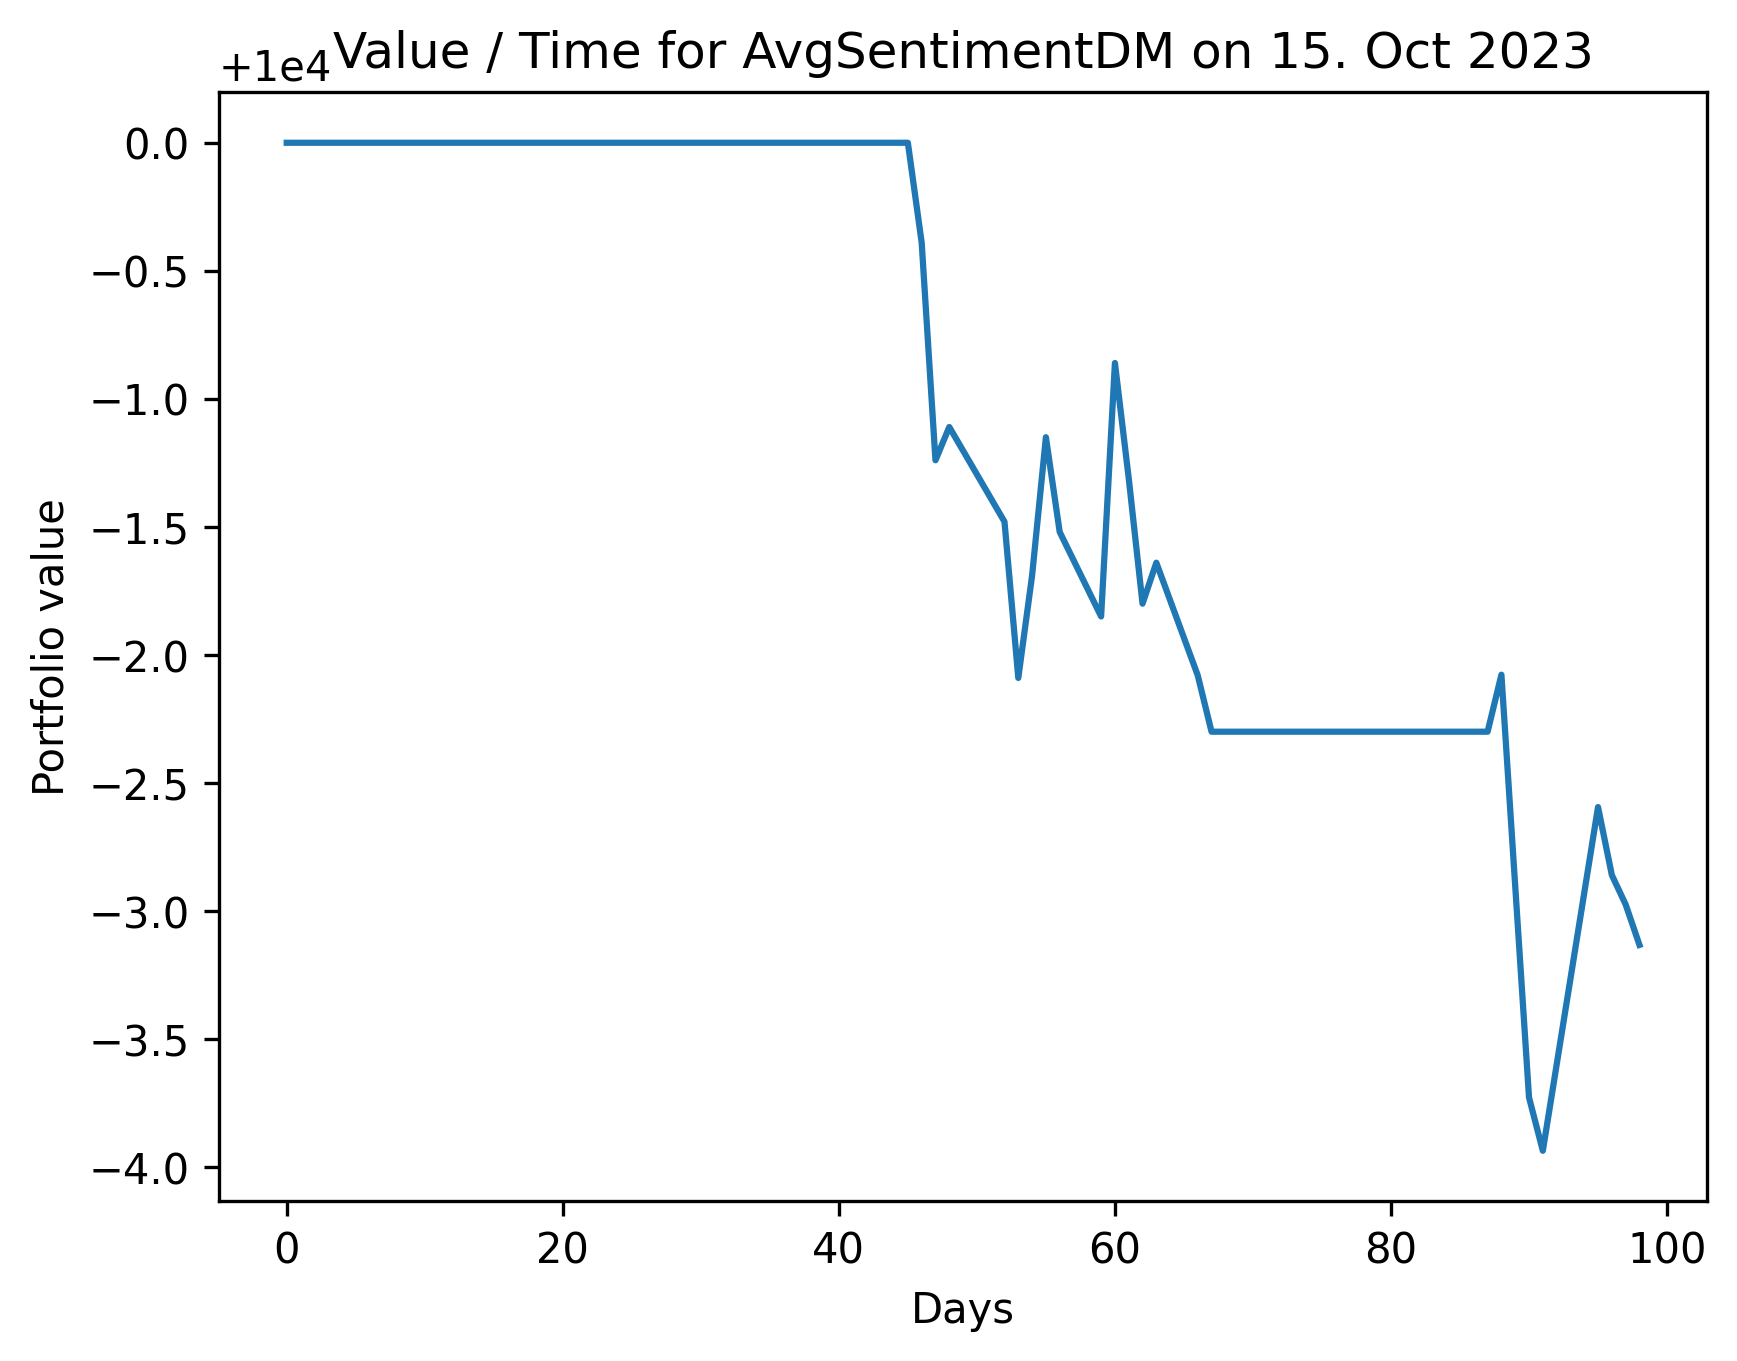 Value / Time for AvgSentimentDM on 15. Oct 2023
+1e4
0.0
−0.5
−1.0
−1.5
−2.0
−2.5
−3.0
−3.5
−4.0
Portfolio value
0 20 40 60 80 100
Days